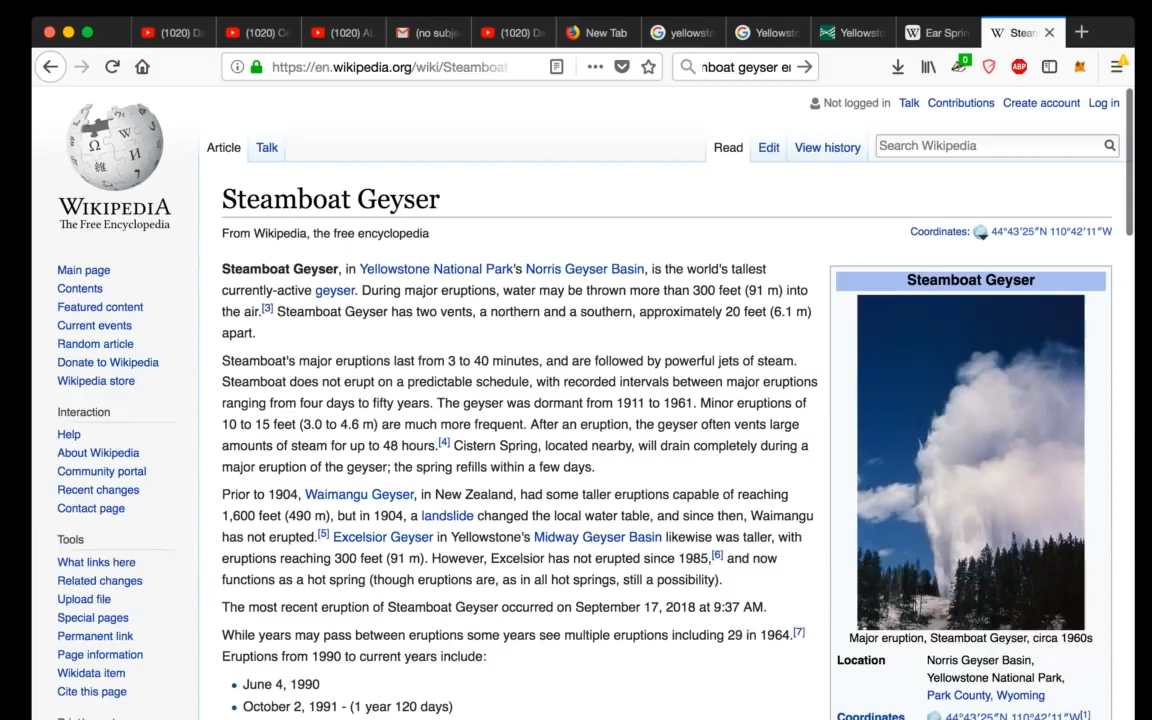 (1020) D
(1020) C
(1020) A
(no subje
(1020) D
New Tab
yellowst
Yellowst
Yellowst
Ear Sprin
Steam
https://en.wikipedia.org/wiki/Steamboat
nboat geyser er
0
ABP
Not logged in Talk Contributions Create account Log in
Article Talk Read Edit View history Search Wikipedia
WIKIPEDIA
The Free Encyclopedia
Main page
Contents
Featured content
Current events
Random article
Donate to Wikipedia
Wikipedia store
Interaction
Help
About Wikipedia
Community portal
Recent changes
Contact page
Tools
What links here
Related changes
Upload file
Special pages
Permanent link
Page information
Wikidata item
Cite this page
Steamboat Geyser
From Wikipedia, the free encyclopedia
Coordinates: 44°43′25″N 110°42′11″W
Steamboat Geyser, in Yellowstone National Park's Norris Geyser Basin, is the world's tallest
currently-active geyser. During major eruptions, water may be thrown more than 300 feet (91 m) into
the air.[3] Steamboat Geyser has two vents, a northern and a southern, approximately 20 feet (6.1 m)
apart.
Steamboat's major eruptions last from 3 to 40 minutes, and are followed by powerful jets of steam.
Steamboat does not erupt on a predictable schedule, with recorded intervals between major eruptions
ranging from four days to fifty years. The geyser was dormant from 1911 to 1961. Minor eruptions of
10 to 15 feet (3.0 to 4.6 m) are much more frequent. After an eruption, the geyser often vents large
amounts of steam for up to 48 hours.[4] Cistern Spring, located nearby, will drain completely during a
major eruption of the geyser; the spring refills within a few days.
Prior to 1904, Waimangu Geyser, in New Zealand, had some taller eruptions capable of reaching
1,600 feet (490 m), but in 1904, a landslide changed the local water table, and since then, Waimangu
has not erupted.[5] Excelsior Geyser in Yellowstone's Midway Geyser Basin likewise was taller, with
eruptions reaching 300 feet (91 m). However, Excelsior has not erupted since 1985,[6] and now
functions as a hot spring (though eruptions are, as in all hot springs, still a possibility).
The most recent eruption of Steamboat Geyser occurred on September 17, 2018 at 9:37 AM.
While years may pass between eruptions some years see multiple eruptions including 29 in 1964.[7]
Eruptions from 1990 to current years include:
• June 4, 1990
• October 2, 1991 - (1 year 120 days)
Steamboat Geyser
Major eruption, Steamboat Geyser, circa 1960s
Location Norris Geyser Basin,
Yellowstone National Park,
Park County, Wyoming
Coordinates 44°43′25″N 110°42′11″W[1]